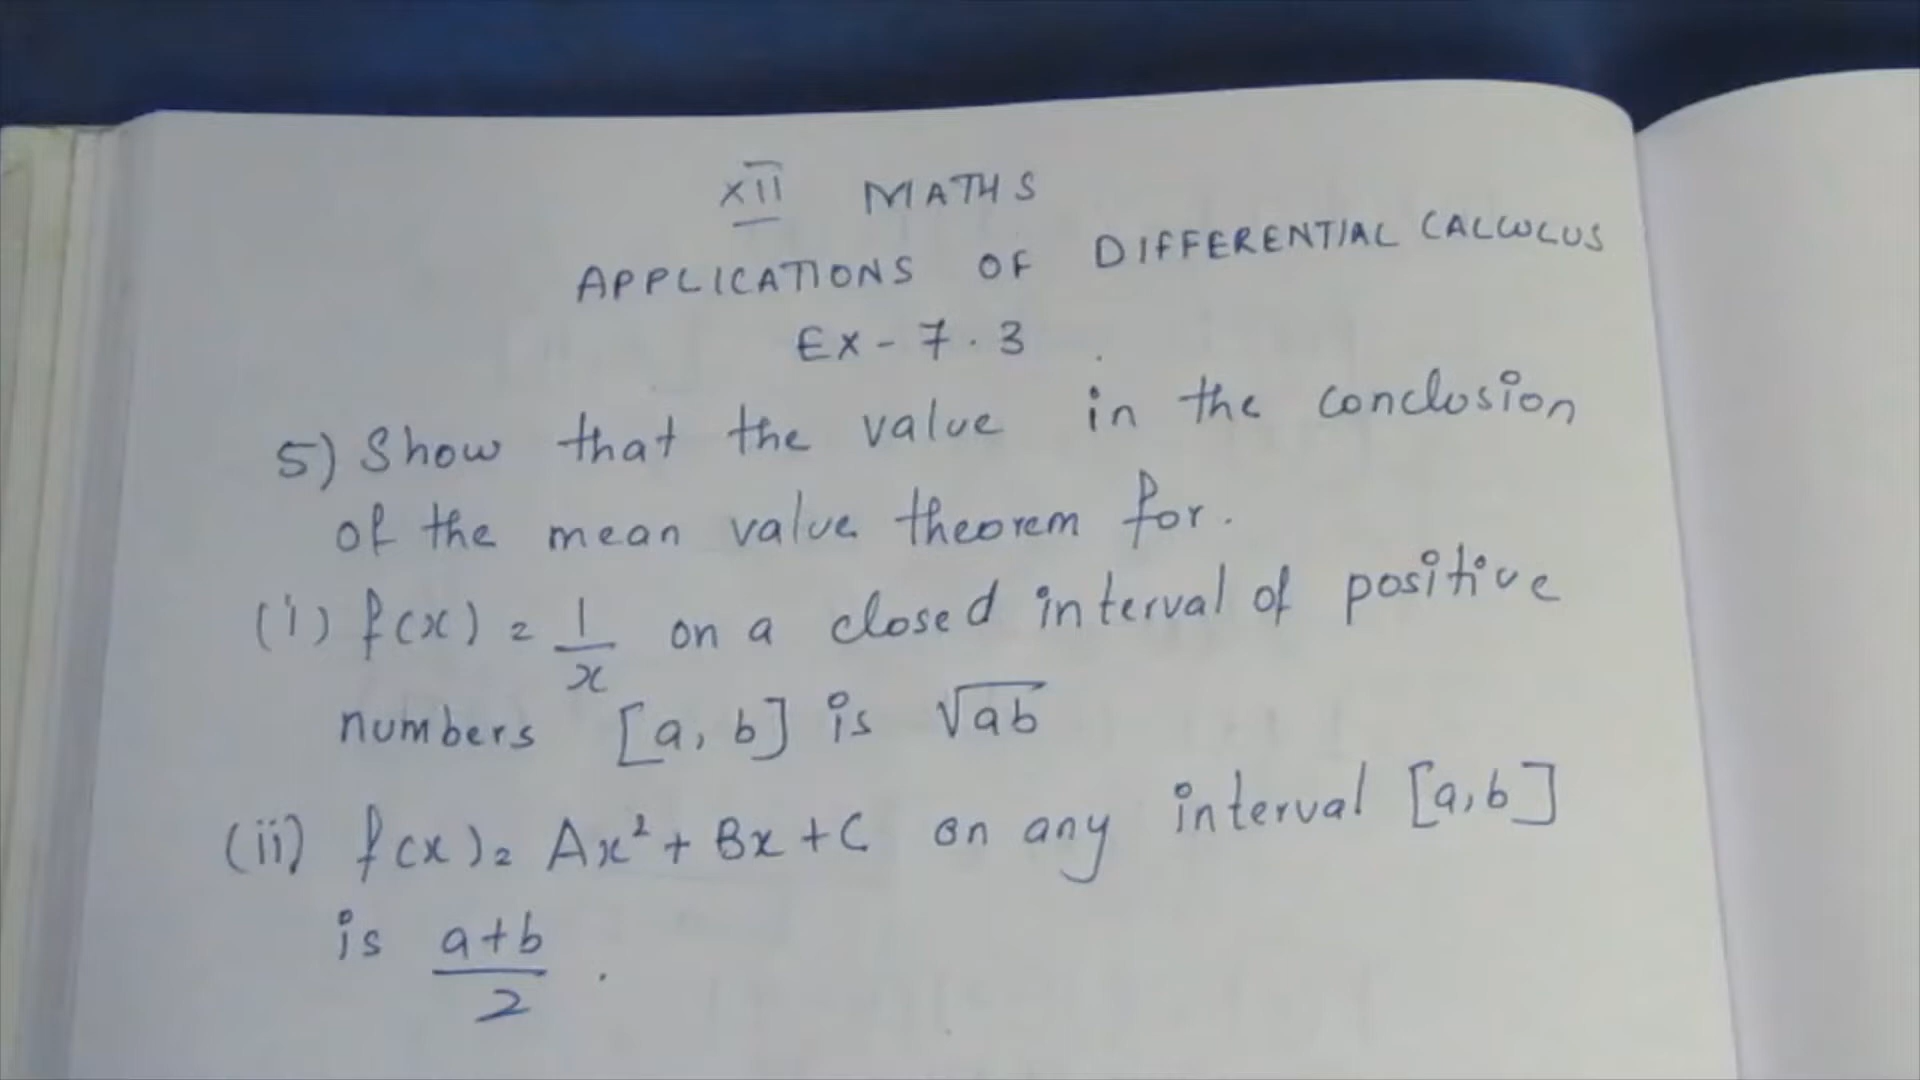 XII MATHS
APPLICATIONS OF DIFFERENTIAL CALCULUS
Ex - 7.3
5) Show that the value in the conclusion
of the mean value theorem for.
(i) f(x) = 1/x on a closed interval of positive
numbers [a, b] is √ab
(ii) f(x) = Ax² + Bx + C on any interval [a,b]
is a+b/2 .